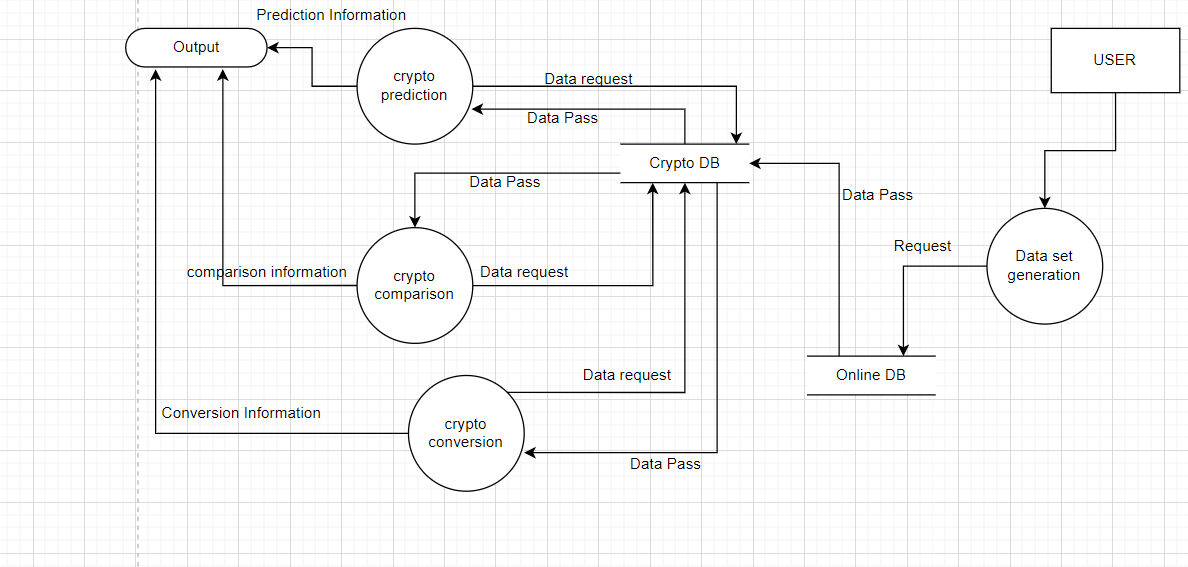 Prediction Information
Output
USER
crypto
prediction
Data request
Data Pass
Crypto DB
Data Pass
Data Pass
Request
Data set
generation
comparison information
crypto
comparison
Data request
Data request
Online DB
Conversion Information
crypto
conversion
Data Pass